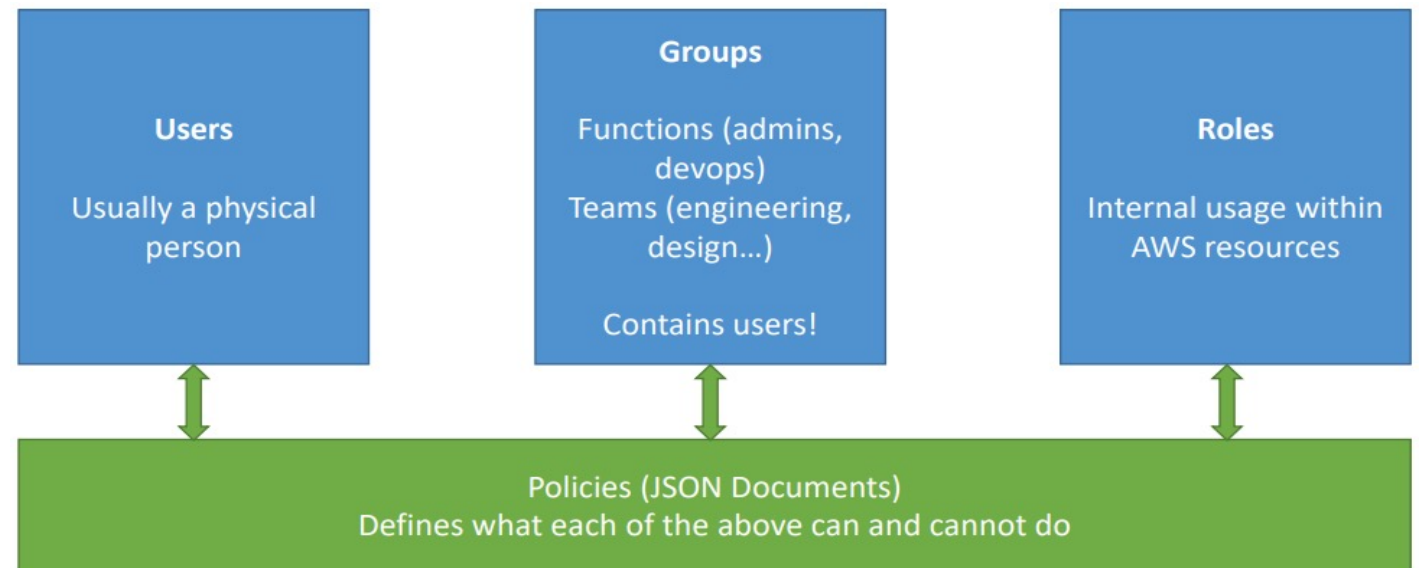 Users
Usually a physical
person
Groups
Functions (admins,
devops)
Teams (engineering,
design...)
Contains users!
Roles
Internal usage within
AWS resources
Policies (JSON Documents)
Defines what each of the above can and cannot do